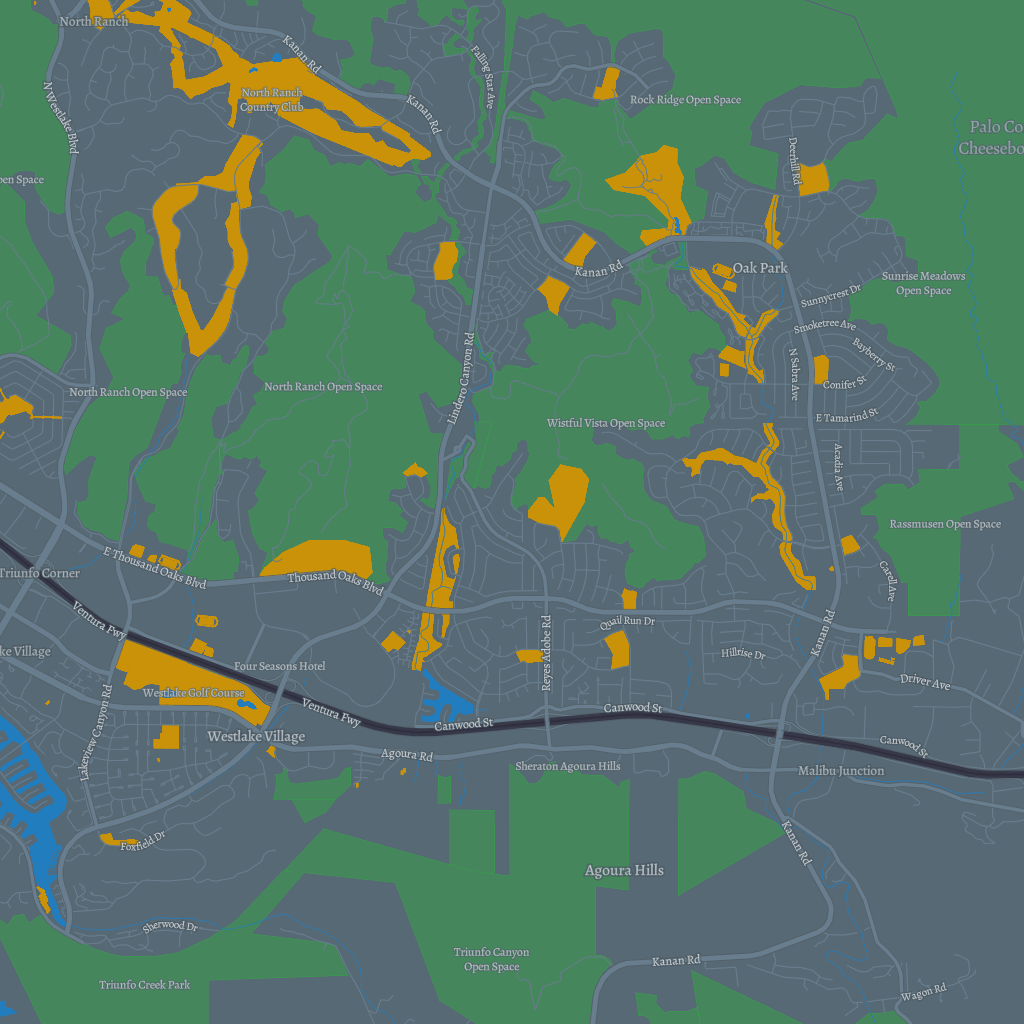 North Ranch
Kanan Rd
Falling Star Ave
North Ranch
Country Club
Kanan Rd
Rock Ridge Open Space
N Westlake Blvd
Palo Co
Cheesebo
Deerhill Rd
pen Space
Kanan Rd
Oak Park
Sunrise Meadows
Open Space
Sunnycrest Dr
Smoketree Ave
Bayberry St
Lindero Canyon Rd
N Sabra Ave
Conifer St
North Ranch Open Space
North Ranch Open Space
E Tamarind St
Wistful Vista Open Space
Acadia Ave
Rassmusen Open Space
E Thousand Oaks Blvd
Thousand Oaks Blvd
Triunfo Corner
Carell Ave
Ventura Fwy
Quail Run Dr
Kanan Rd
Reyes Adobe Rd
ke Village
Hillrise Dr
Four Seasons Hotel
Driver Ave
Westlake Golf Course
Lakeview Canyon Rd
Ventura Fwy
Canwood St
Canwood St
Westlake Village
Canwood St
Agoura Rd
Sheraton Agoura Hills
Malibu Junction
Foxfield Dr
Kanan Rd
Agoura Hills
Sherwood Dr
Triunfo Canyon
Open Space
Kanan Rd
Triunfo Creek Park
Wagon Rd